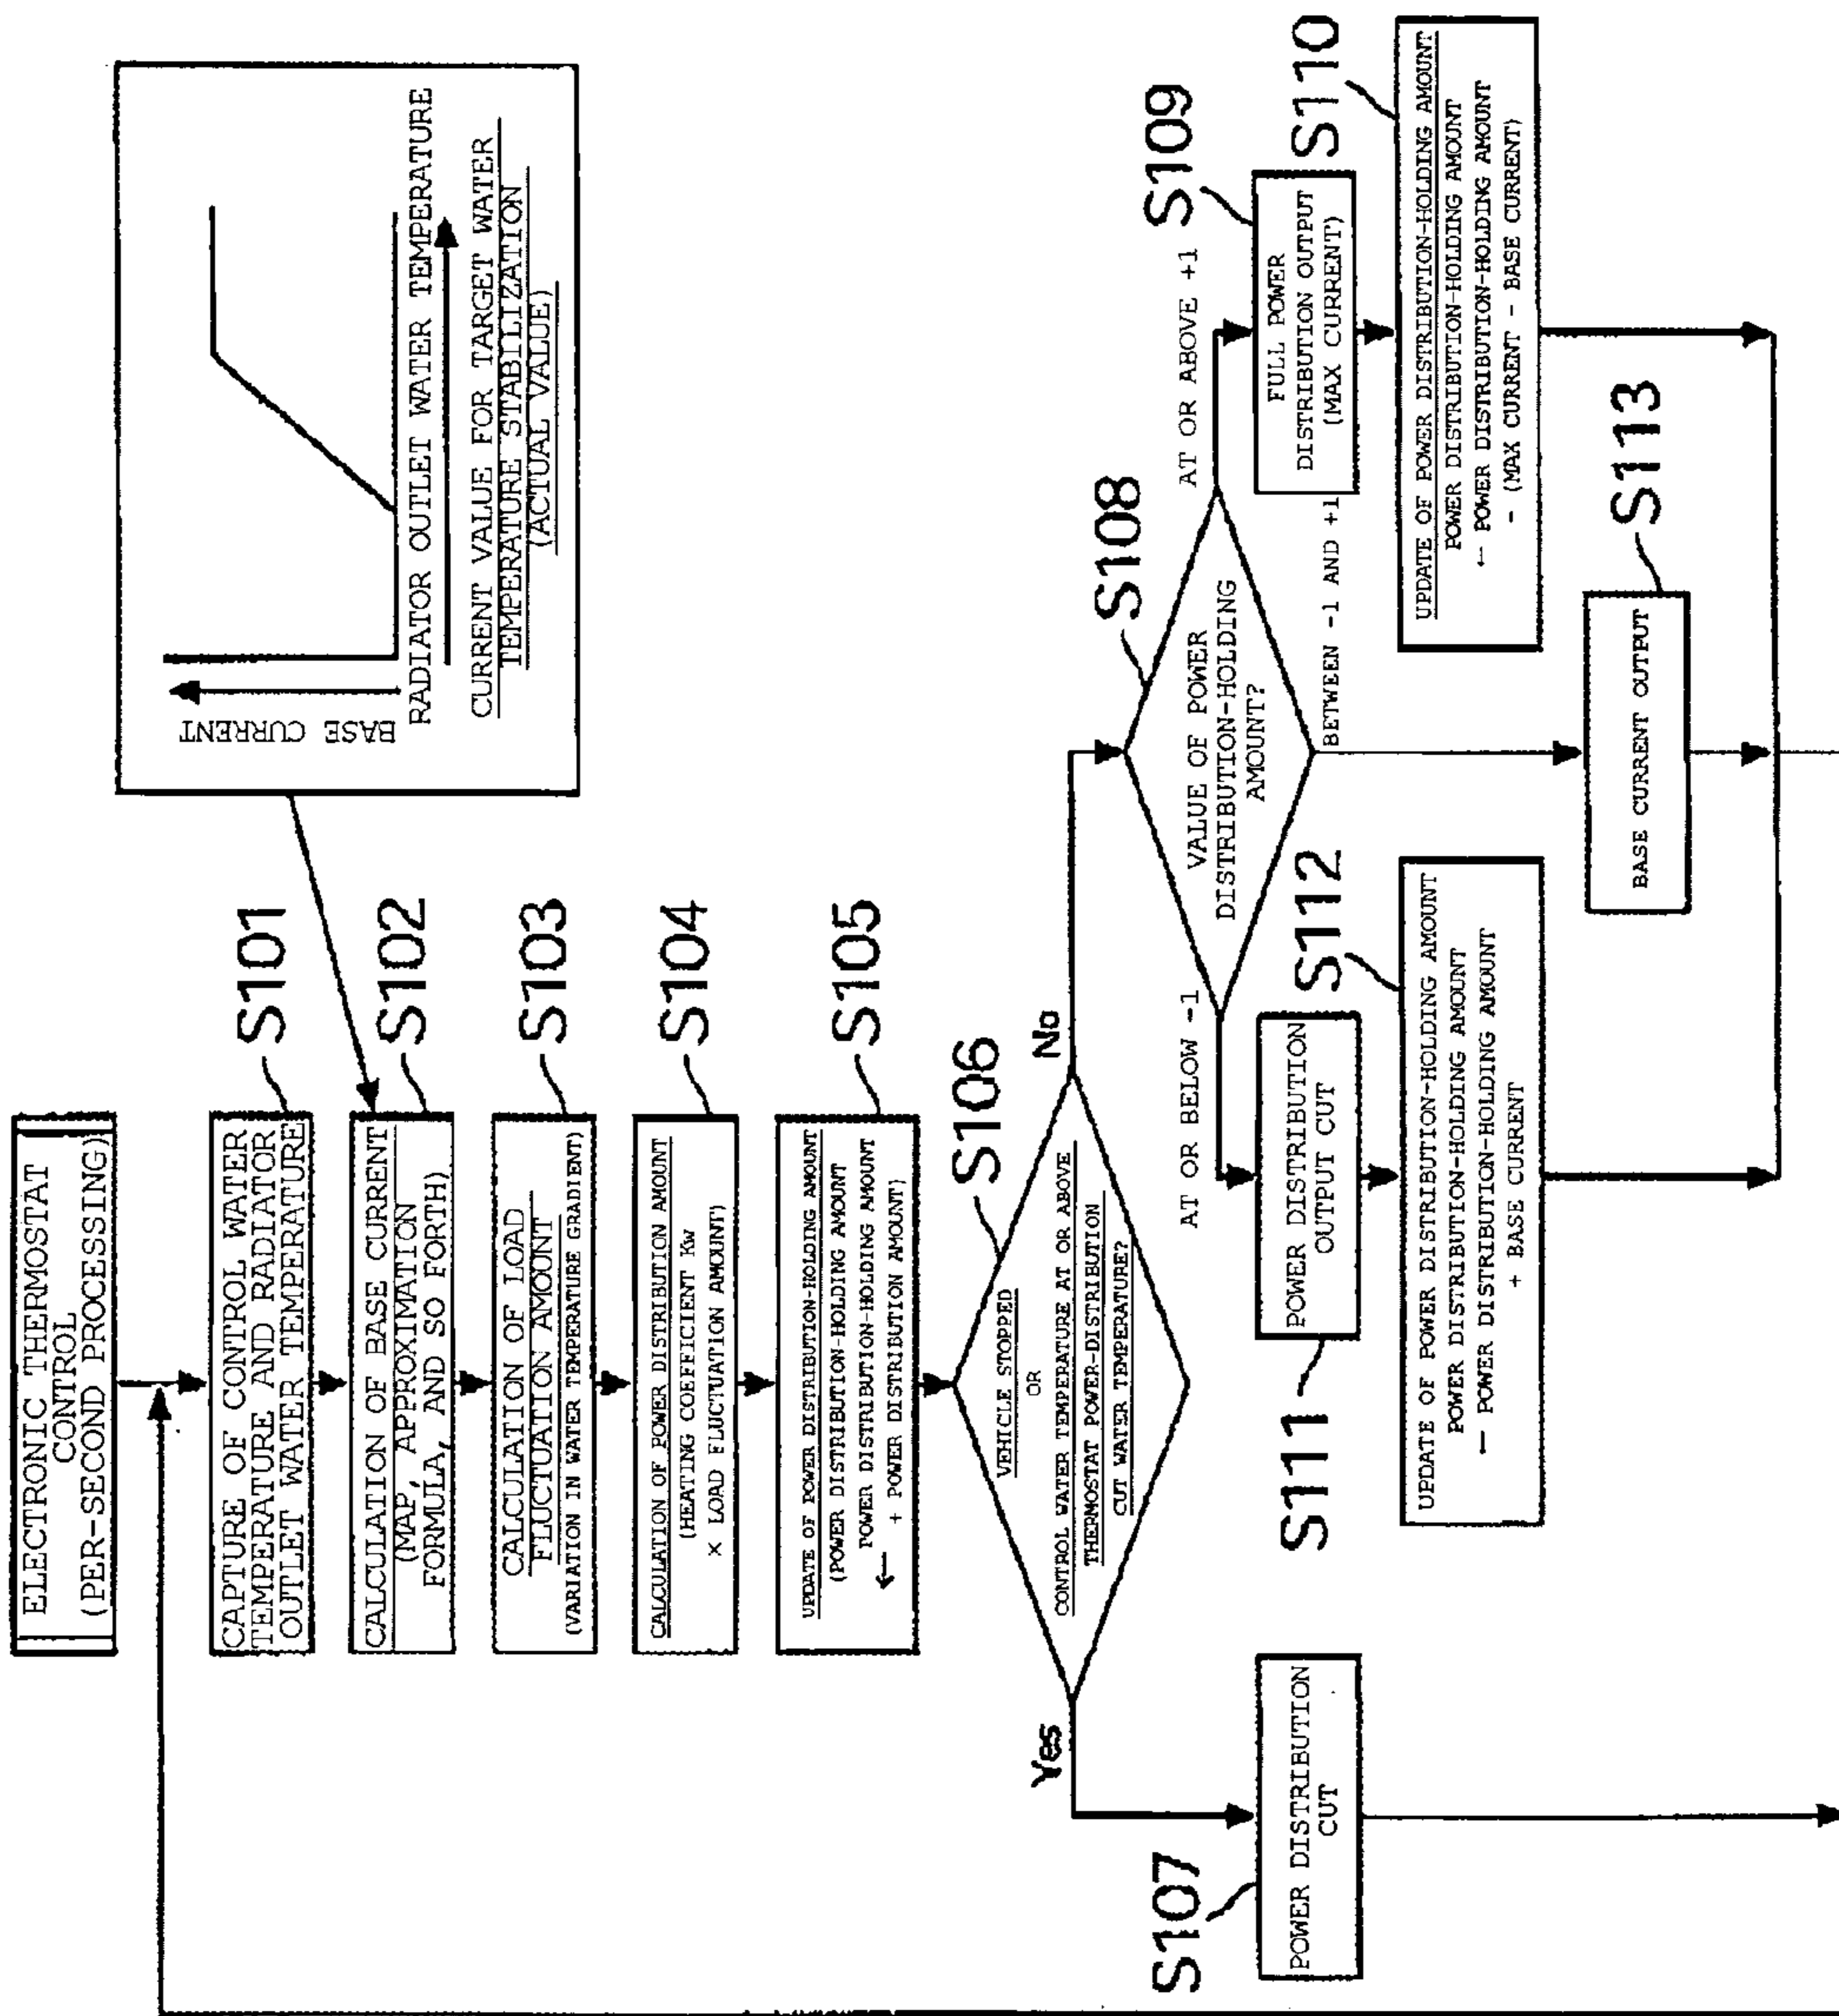 ELECTRONIC THERMOSTAT
CONTROL
(PER-SECOND PROCESSING)
CAPTURE OF CONTROL WATER
TEMPERATURE AND RADIATOR
OUTLET WATER TEMPERATURE
S101
CALCULATION OF BASE CURRENT
(MAP, APPROXIMATION
FORMULA, AND SO FORTH)
S102
BASE CURRENT
RADIATOR OUTLET WATER TEMPERATURE
CURRENT VALUE FOR TARGET WATER
TEMPERATURE STABILIZATION
(ACTUAL VALUE)
CALCULATION OF LOAD
FLUCTUATION AMOUNT
(VARIATION IN WATER TEMPERATURE GRADIENT)
S103
CALCULATION OF POWER DISTRIBUTION AMOUNT
(HEATING COEFFICIENT Kw
× LOAD FLUCTUATION AMOUNT)
S104
UPDATE OF POWER DISTRIBUTION-HOLDING AMOUNT
(POWER DISTRIBUTION-HOLDING AMOUNT
POWER DISTRIBUTION-HOLDING AMOUNT
← + POWER DISTRIBUTION AMOUNT)
S105
VEHICLE STOPPED
OR
CONTROL WATER TEMPERATURE AT OR ABOVE
THERMOSTAT POWER-DISTRIBUTION
CUT WATER TEMPERATURE?
S106
Yes
No
S107
POWER DISTRIBUTION
CUT
VALUE OF POWER
DISTRIBUTION-HOLDING
AMOUNT?
S108
AT OR BELOW -1
AT OR ABOVE +1
BETWEEN -1 AND +1
FULL POWER
DISTRIBUTION OUTPUT
(MAX CURRENT)
S109
UPDATE OF POWER DISTRIBUTION-HOLDING AMOUNT
POWER DISTRIBUTION-HOLDING AMOUNT
← POWER DISTRIBUTION-HOLDING AMOUNT
- (MAX CURRENT - BASE CURRENT)
S110
S111
POWER DISTRIBUTION
OUTPUT CUT
S112
UPDATE OF POWER DISTRIBUTION-HOLDING AMOUNT
POWER DISTRIBUTION-HOLDING AMOUNT
← POWER DISTRIBUTION-HOLDING AMOUNT
+ BASE CURRENT
BASE CURRENT OUTPUT
S113